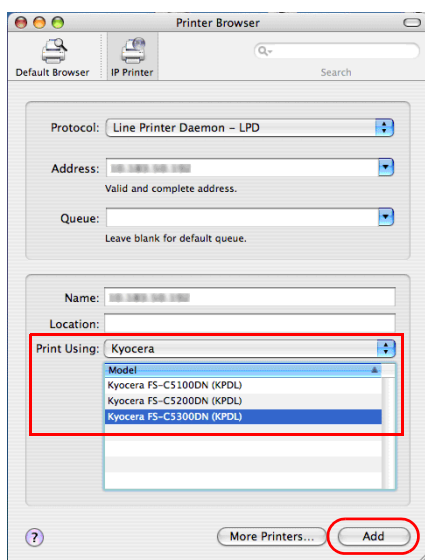 Printer Browser
Default Browser
IP Printer
Search
Protocol: Line Printer Daemon – LPD
Address:
Valid and complete address.
Queue:
Leave blank for default queue.
Name:
Location:
Print Using: Kyocera
Model
Kyocera FS-C5100DN (KPDL)
Kyocera FS-C5200DN (KPDL)
Kyocera FS-C5300DN (KPDL)
? More Printers... Add